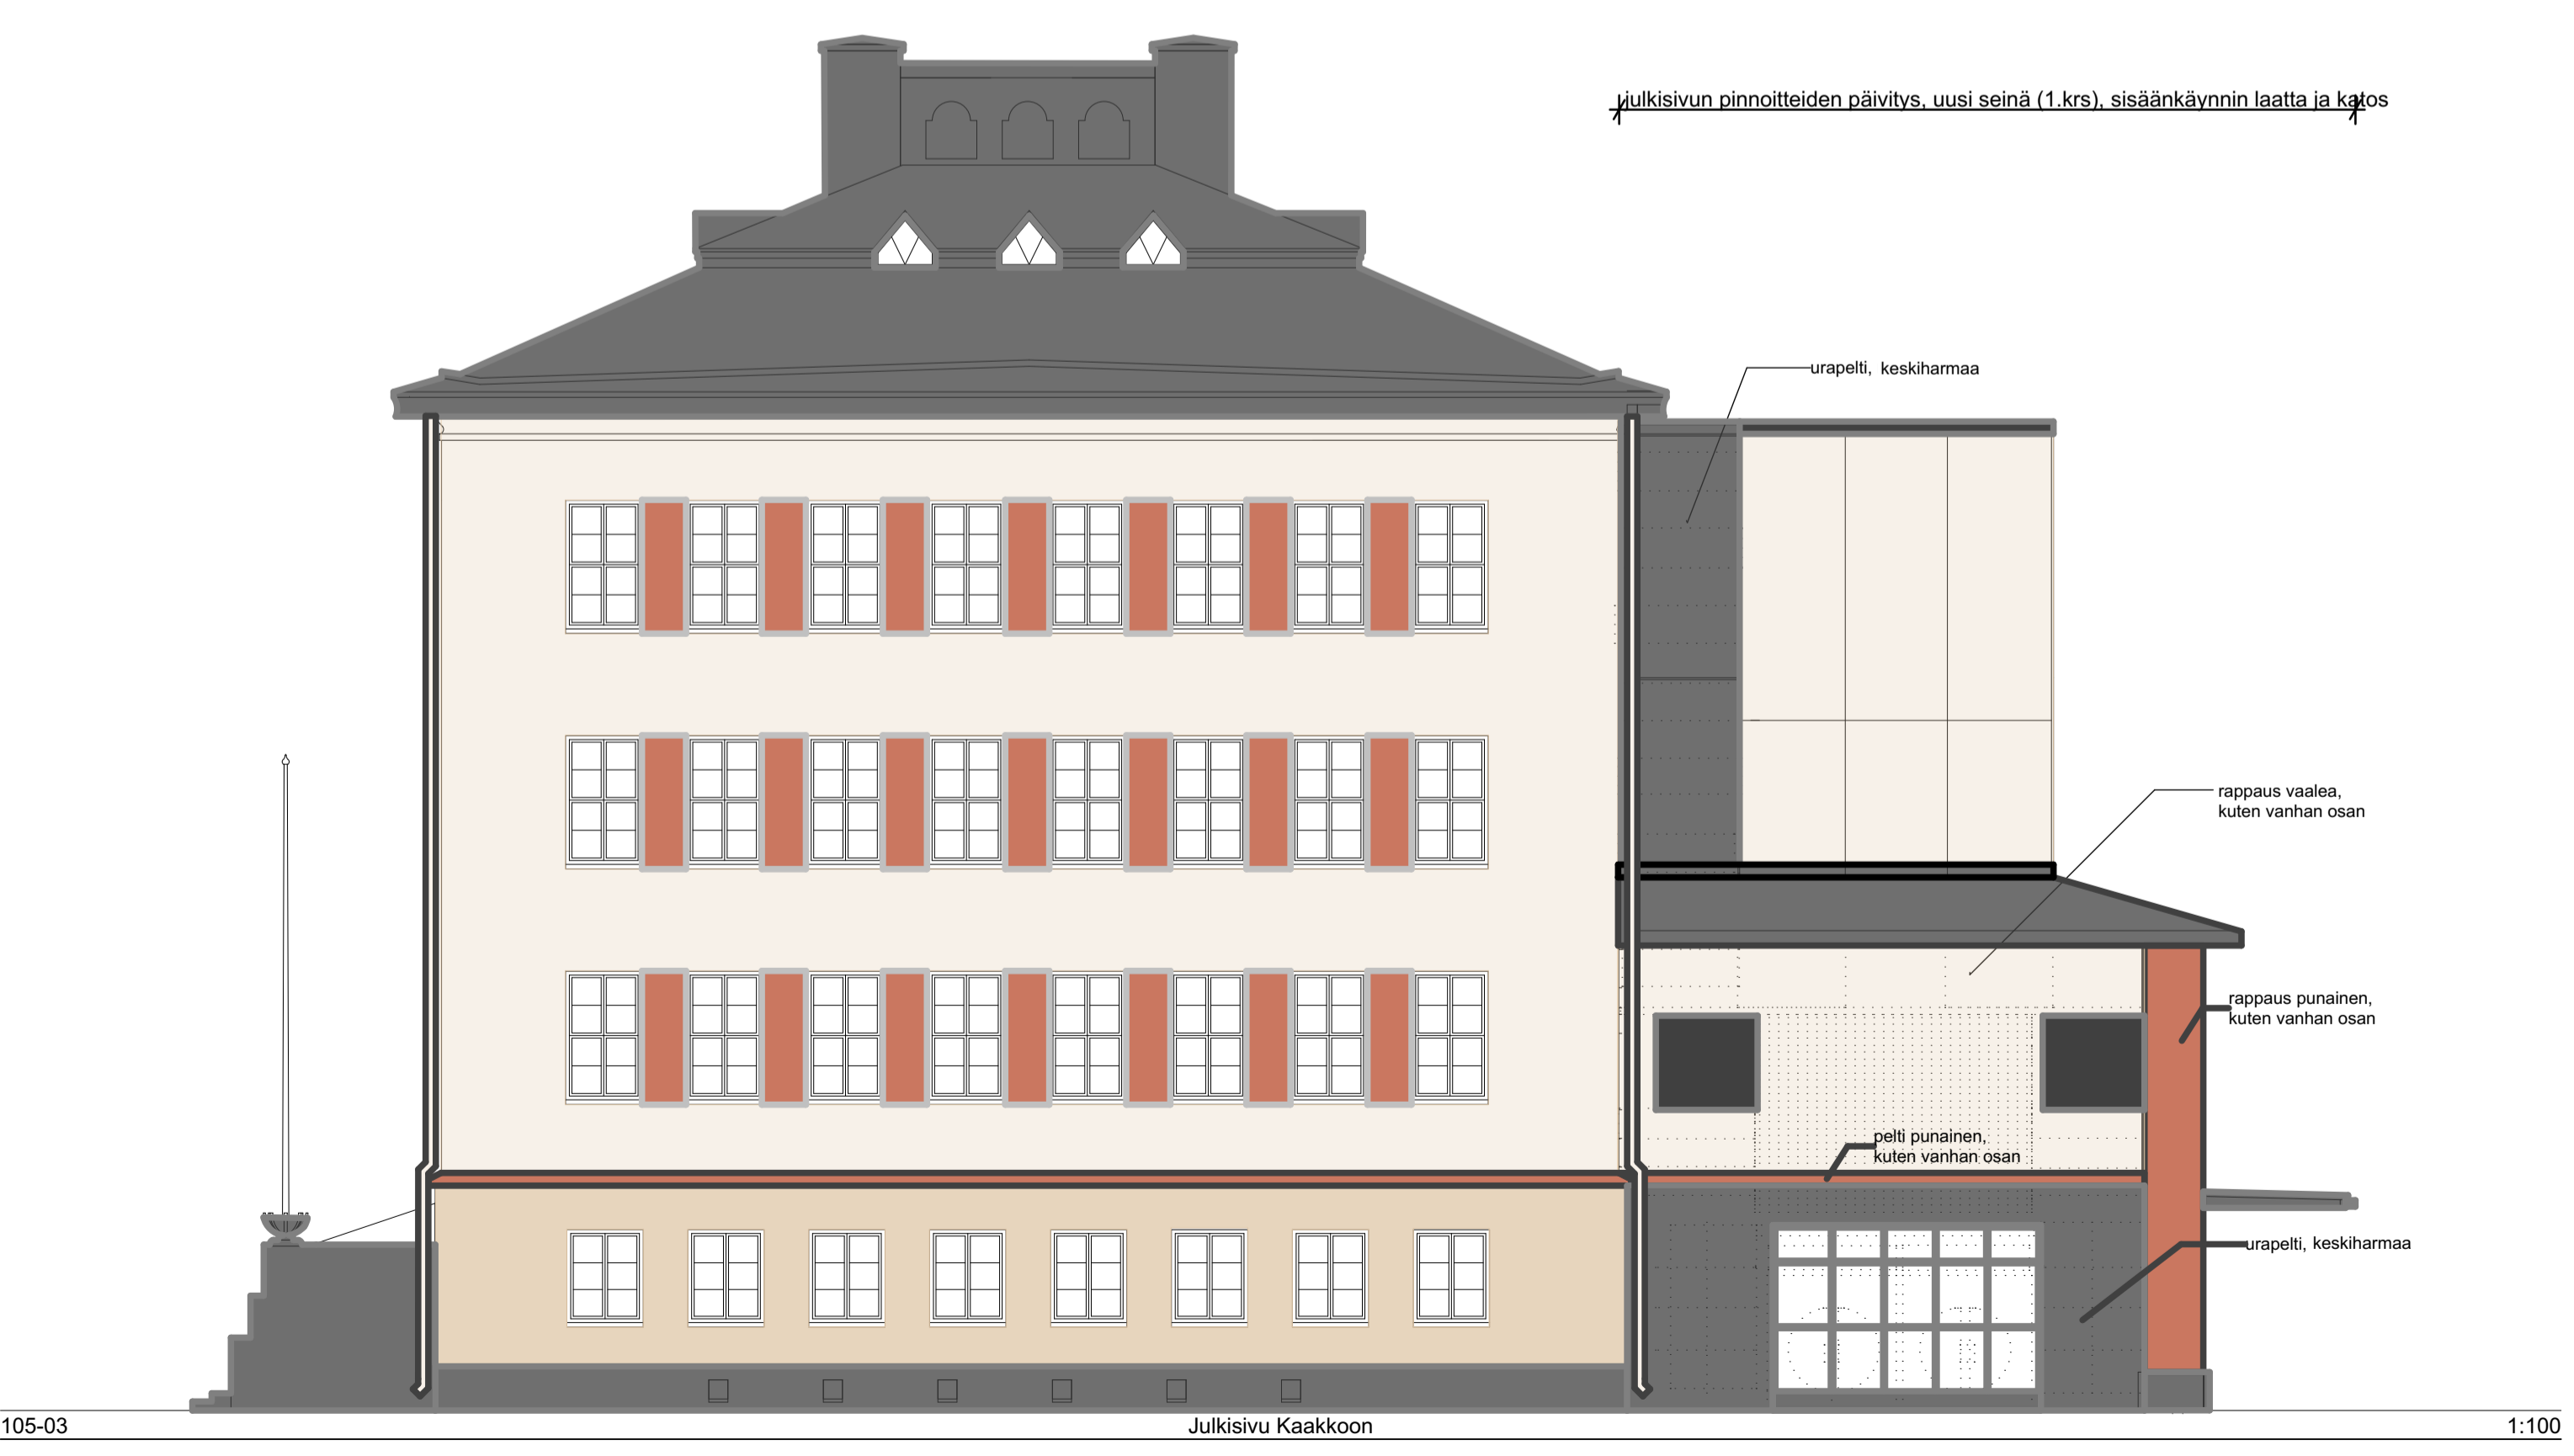 julkisivun pinnoitteiden päivitys, uusi seinä (1.krs), sisäänkäynnin laatta ja katos
urapelti, keskiharmaa
rappaus vaalea,
kuten vanhan osan
rappaus punainen,
kuten vanhan osan
pelti punainen,
kuten vanhan osan
urapelti, keskiharmaa
105-03
Julkisivu Kaakkoon
1:100